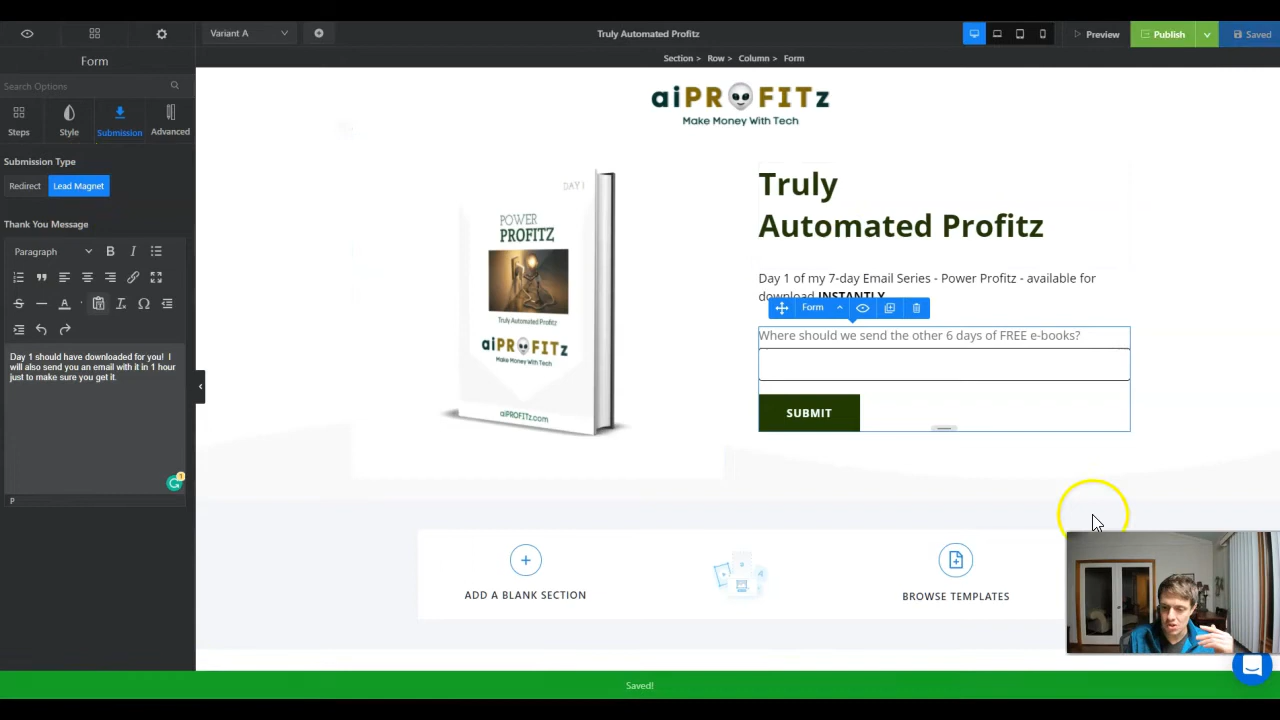 Variant A
Truly Automated Profitz
Preview
Publish
Saved
Form
Section > Row > Column > Form
Search Options
Steps
Style
Submission
Advanced
Submission Type
Redirect
Lead Magnet
Thank You Message
Paragraph
Day 1 should have downloaded for you! I
will also send you an email with it in 1 hour
just to make sure you get it.
P
aiPROFITz
Make Money With Tech
DAY 1
POWER
PROFITZ
Truly Automated Profitz
aiPROFITz
Make Money With Tech
aiPROFITz.com
Truly
Automated Profitz
Day 1 of my 7-day Email Series - Power Profitz - available for
download INSTANTLY
Form
Where should we send the other 6 days of FREE e-books?
SUBMIT
ADD A BLANK SECTION
BROWSE TEMPLATES
Saved!